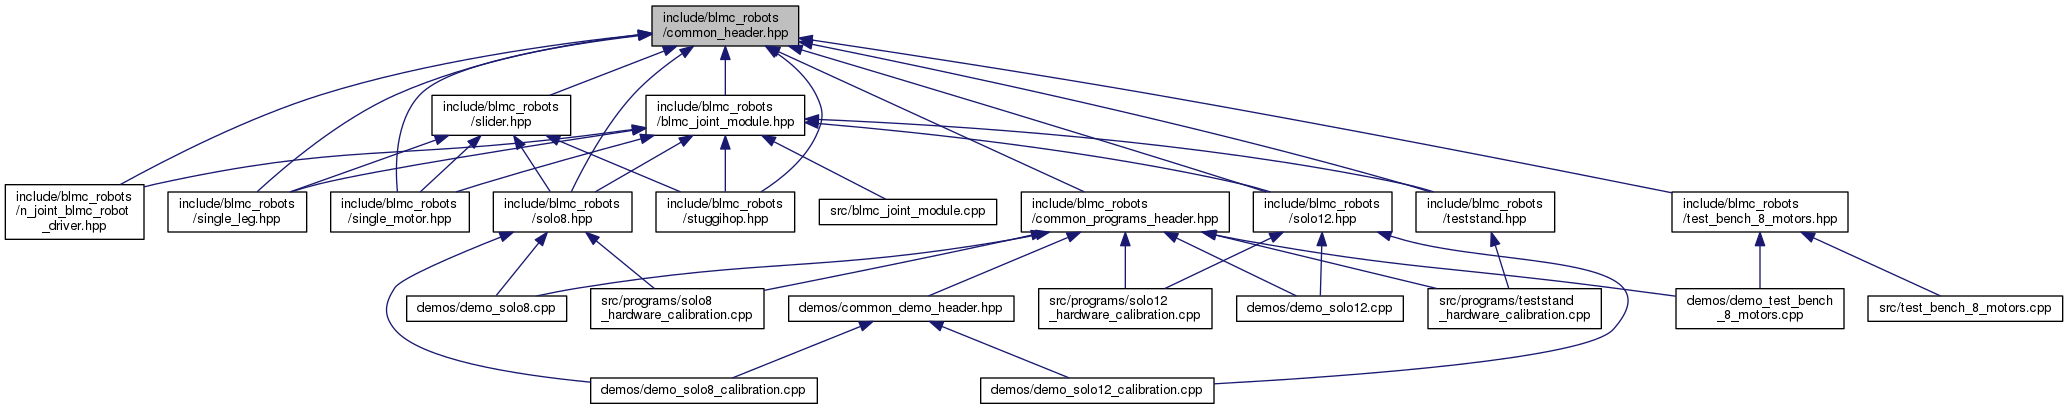 include/blmc_robots
/common_header.hpp
include/blmc_robots
/slider.hpp
include/blmc_robots
/blmc_joint_module.hpp
include/blmc_robots
/n_joint_blmc_robot
_driver.hpp
include/blmc_robots
/single_leg.hpp
include/blmc_robots
/single_motor.hpp
include/blmc_robots
/solo8.hpp
include/blmc_robots
/stuggihop.hpp
src/blmc_joint_module.cpp
include/blmc_robots
/common_programs_header.hpp
include/blmc_robots
/solo12.hpp
include/blmc_robots
/teststand.hpp
include/blmc_robots
/test_bench_8_motors.hpp
demos/demo_solo8.cpp
src/programs/solo8
_hardware_calibration.cpp
demos/common_demo_header.hpp
src/programs/solo12
_hardware_calibration.cpp
demos/demo_solo12.cpp
src/programs/teststand
_hardware_calibration.cpp
demos/demo_test_bench
_8_motors.cpp
src/test_bench_8_motors.cpp
demos/demo_solo8_calibration.cpp
demos/demo_solo12_calibration.cpp